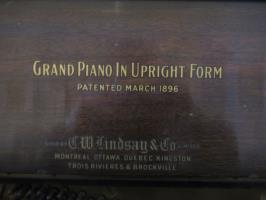 GRAND PIANO IN UPRIGHT FORM
PATENTED MARCH 1896
C.W. Lindsay & Co
MONTREAL OTTAWA QUEBEC KINGSTON
TROIS RIVIERES & BROCKVILLE